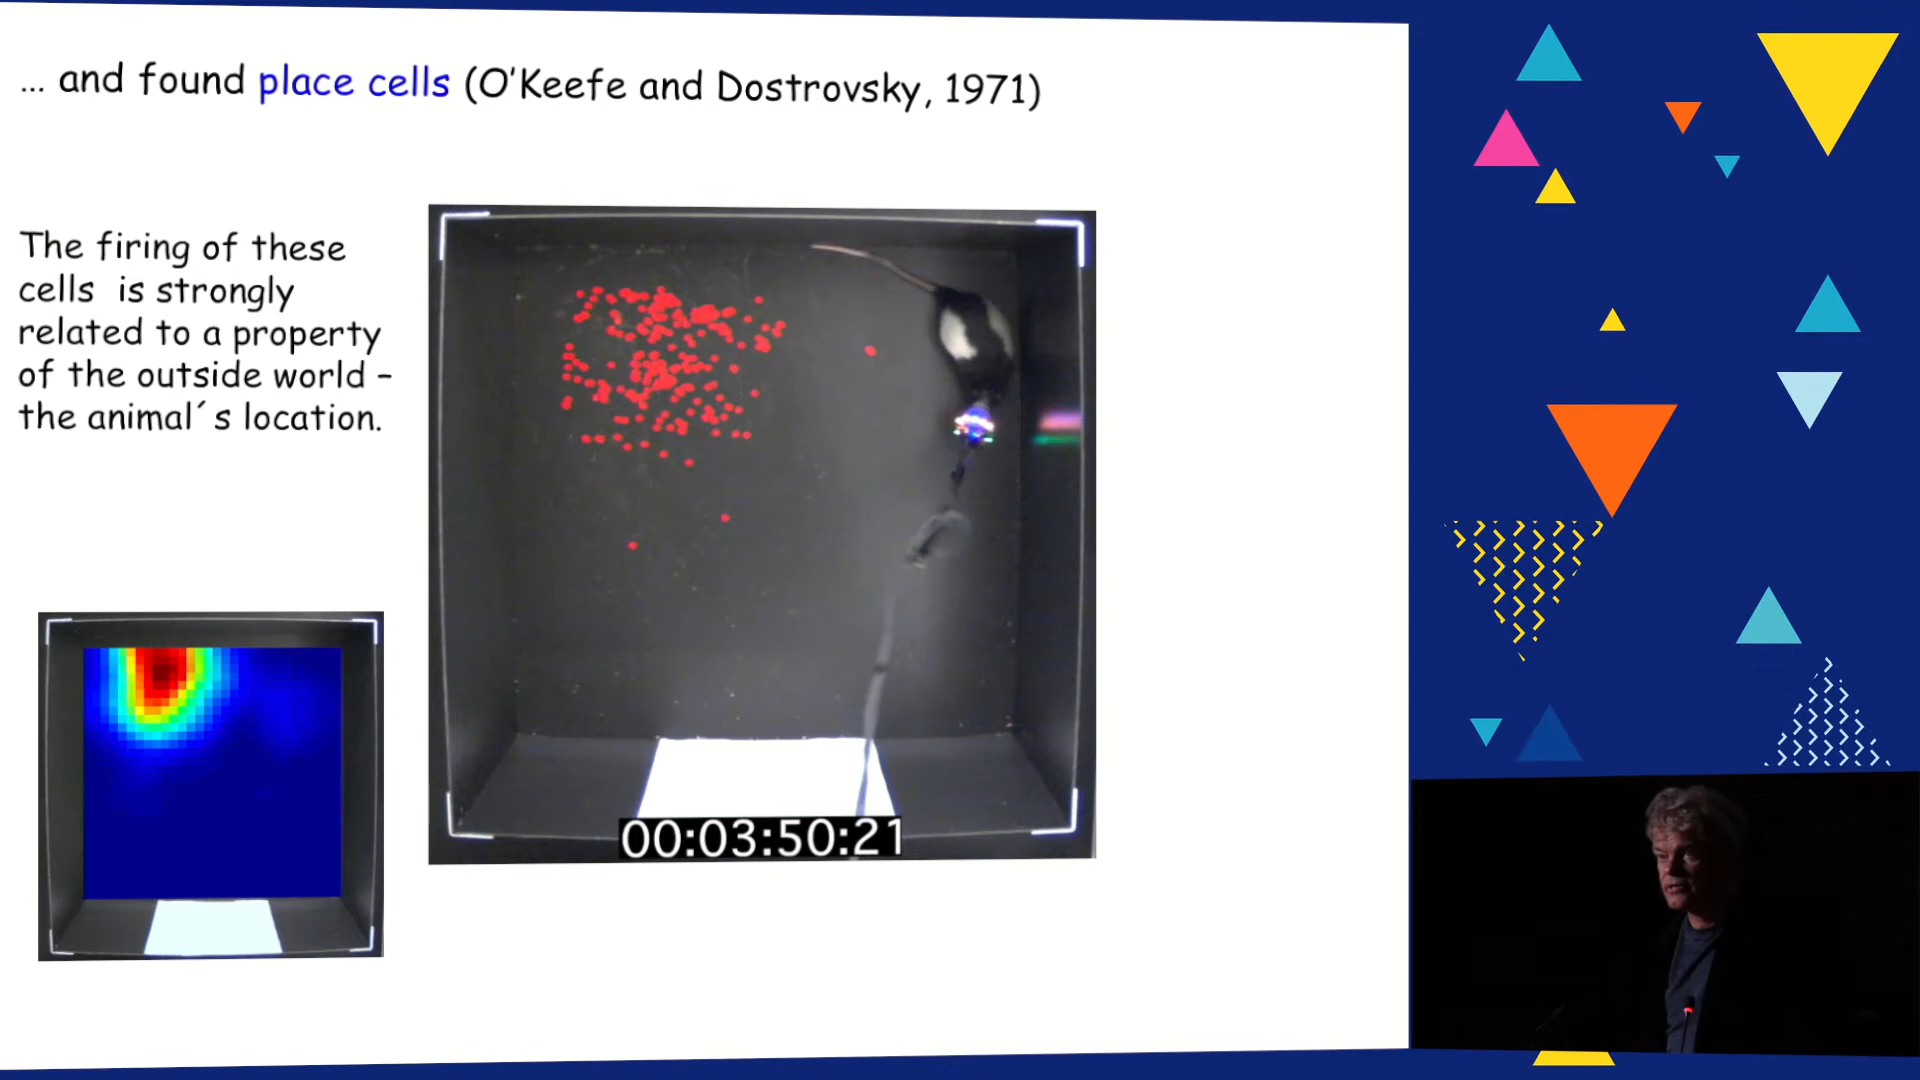 ... and found place cells (O'Keefe and Dostrovsky, 1971)
The firing of these
cells is strongly
related to a property
of the outside world –
the animal´s location.
00:03:50:21